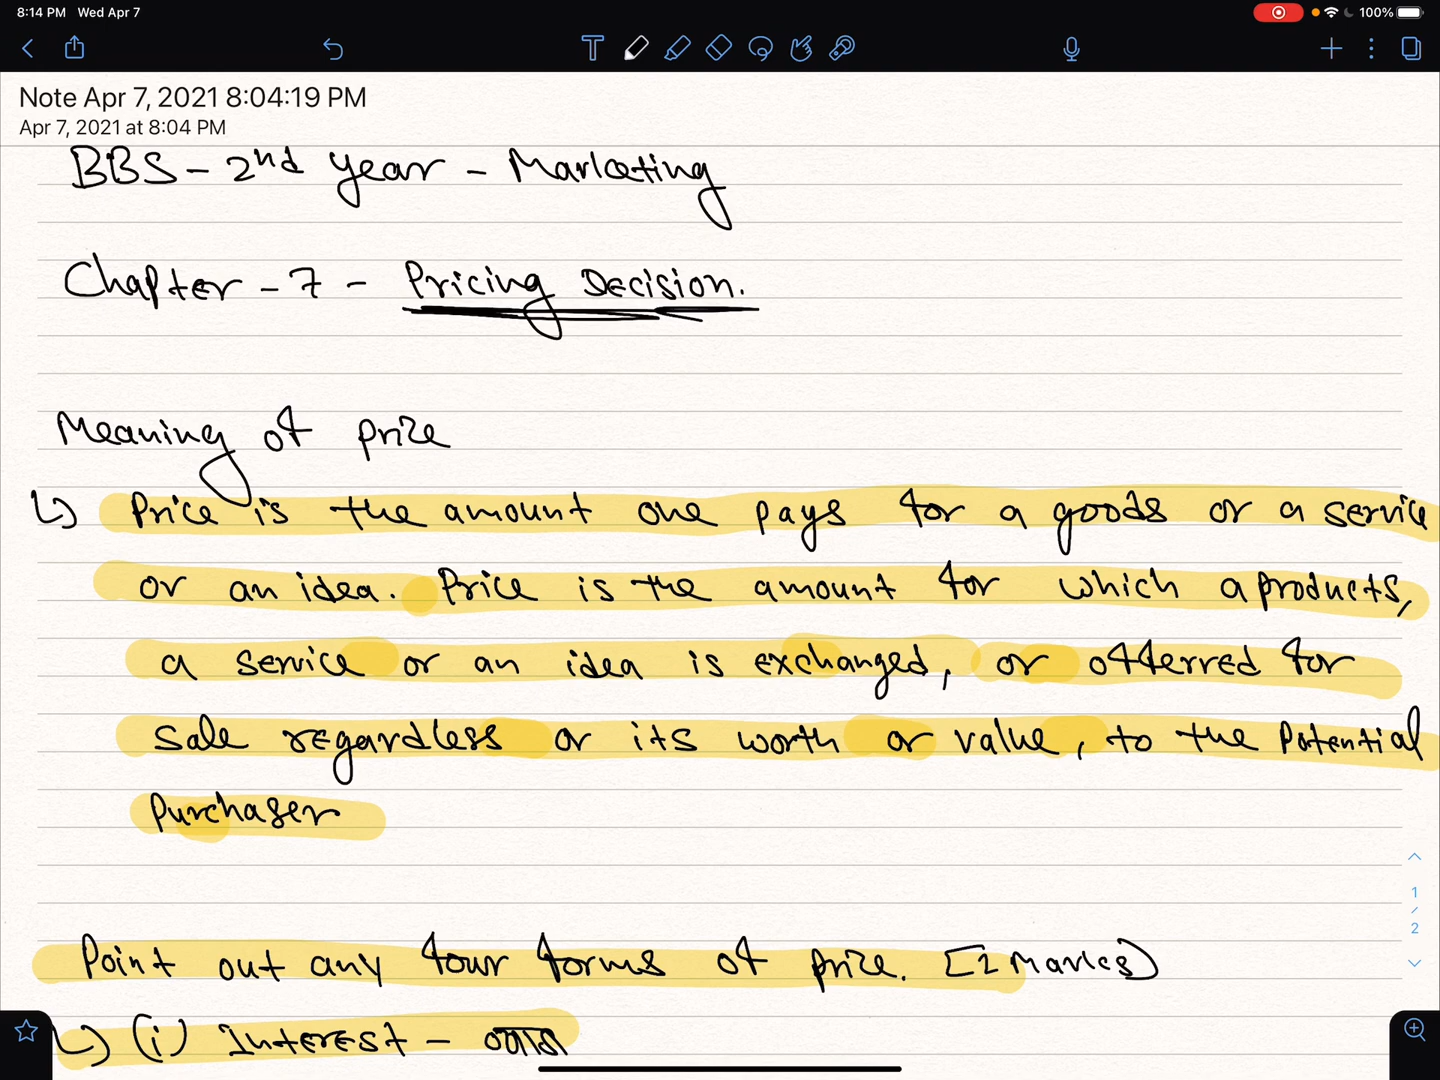 8:14 PM Wed Apr 7
100%
Note Apr 7, 2021 8:04:19 PM
Apr 7, 2021 at 8:04 PM
BBS - 2nd year - Marketing
Chapter - 7 - Pricing Decision.
Meaning of price
↳ Price is the amount one pays for a goods or a service
or an idea. Price is the amount for which a products,
a service or an idea is exchanged, or offerred for
sale regardless or its worth or value, to the potential
purchaser
1
/
2
Point out any four forms of price. [2 Marks]
↳ (i) Interest -